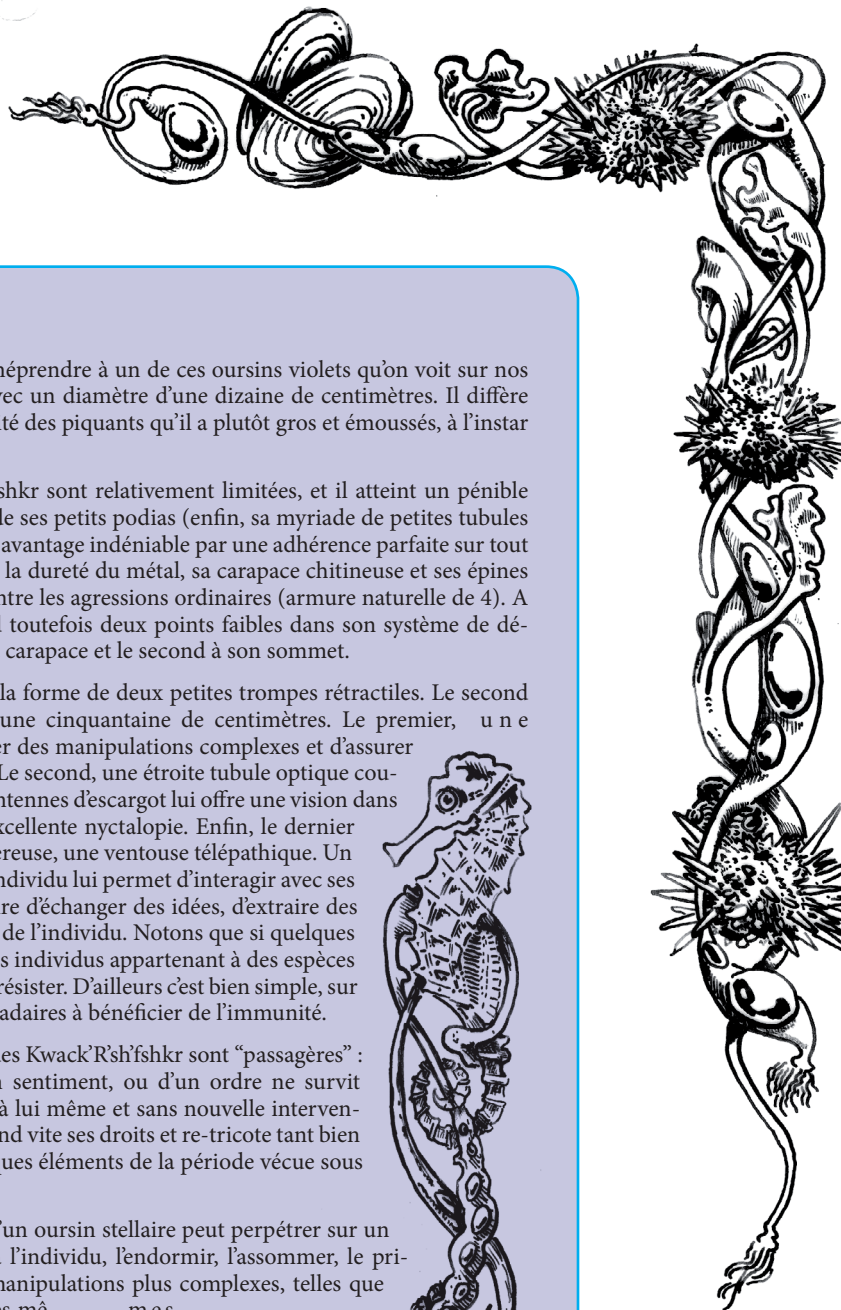 néprendre à un de ces oursins violets qu'on voit sur nos
vec un diamètre d'une dizaine de centimètres. Il diffère
ité des piquants qu'il a plutôt gros et émoussés, à l'instar
shkr sont relativement limitées, et il atteint un pénible
le ses petits podias (enfin, sa myriade de petites tubules
avantage indéniable par une adhérence parfaite sur tout
la dureté du métal, sa carapace chitineuse et ses épines
ntre les agressions ordinaires (armure naturelle de 4). A
l toutefois deux points faibles dans son système de dé-
carapace et le second à son sommet.
la forme de deux petites trompes rétractiles. Le second
une cinquantaine de centimètres. Le premier, u n e
er des manipulations complexes et d'assurer
Le second, une étroite tubule optique cou-
ntennes d'escargot lui offre une vision dans
xcellente nyctalopie. Enfin, le dernier
ereuse, une ventouse télépathique. Un
ndividu lui permet d'interagir avec ses
ire d'échanger des idées, d'extraire des
de l'individu. Notons que si quelques
s individus appartenant à des espèces
résister. D'ailleurs c'est bien simple, sur
adaires à bénéficier de l'immunité.
les Kwack'R'sh'fshkr sont “passagères” :
n sentiment, ou d'un ordre ne survit
à lui même et sans nouvelle interven-
nd vite ses droits et re-tricote tant bien
ques éléments de la période vécue sous
'un oursin stellaire peut perpétrer sur un
l'individu, l'endormir, l'assommer, le pri-
manipulations plus complexes, telles que
es mê m e s